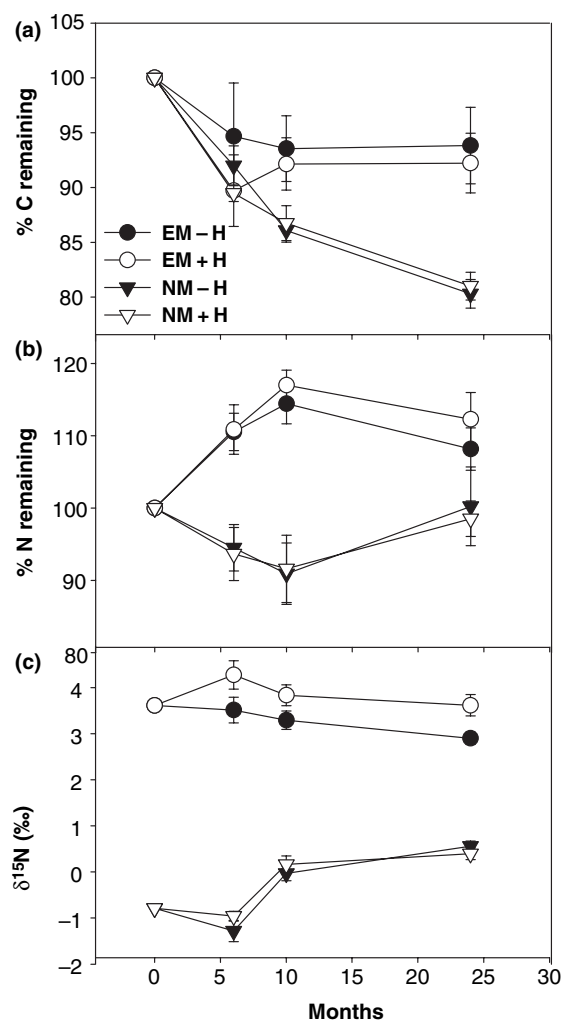 (a)
105
100
95
90
85
80
% C remaining
EM – H
EM + H
NM – H
NM + H
(b)
120
110
100
90
80
% N remaining
(c)
4
3
2
1
0
–1
–2
δ15N (‰)
0 5 10 15 20 25 30
Months